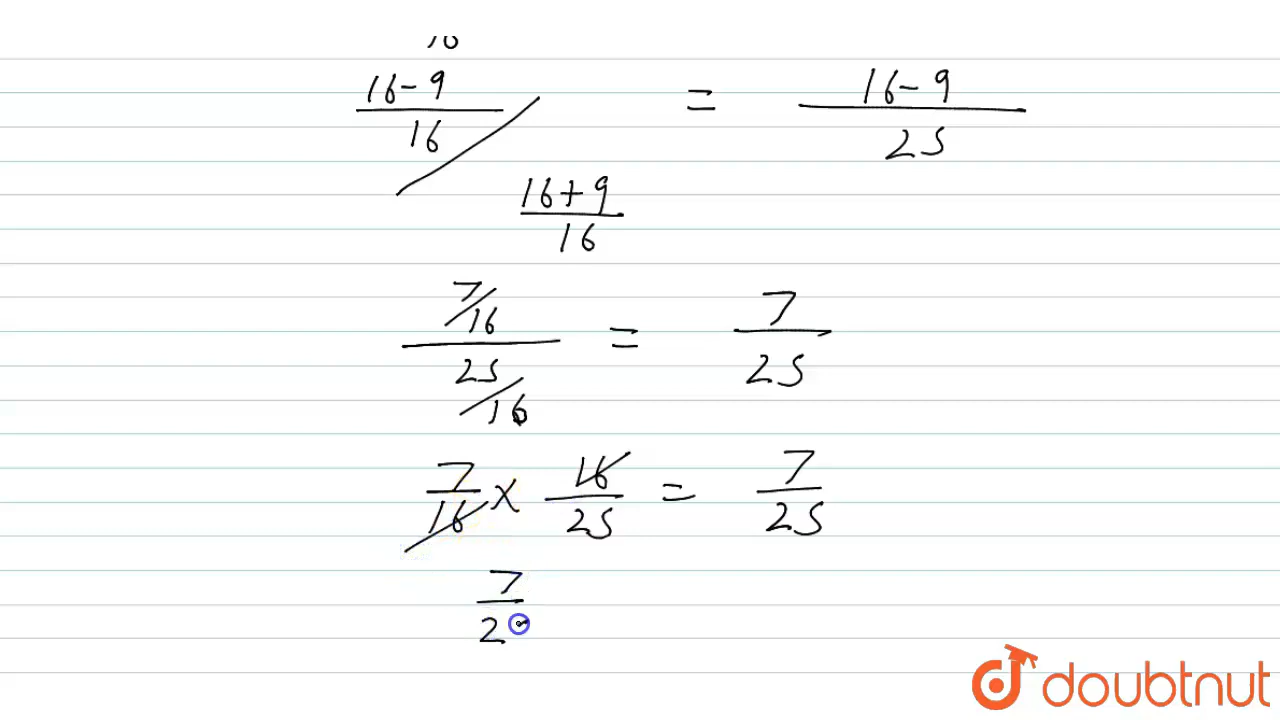 16
16-9 = 16-9
16 25
16+9
16
7/16 = 7
25/16 25
7/16 × 16/25 = 7/25
7
2
doubtnut